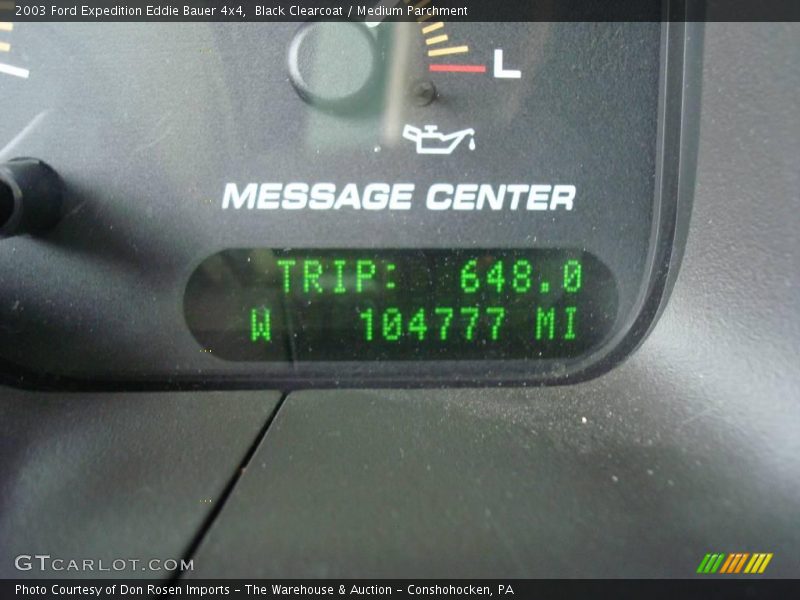 2003 Ford Expedition Eddie Bauer 4x4, Black Clearcoat / Medium Parchment
L
MESSAGE CENTER
TRIP: 648.0
W 104777 MI
GTCARLOT.COM
Photo Courtesy of Don Rosen Imports - The Warehouse & Auction - Conshohocken, PA